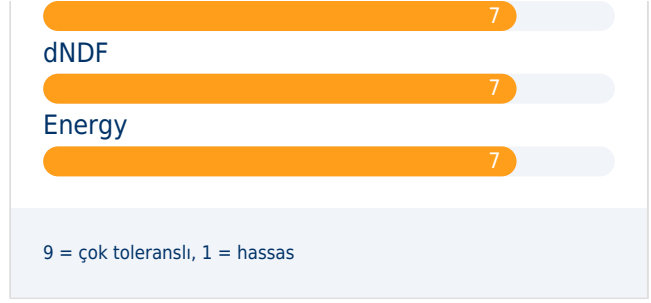 7
dNDF
7
Energy
7
9 = çok toleranslı, 1 = hassas